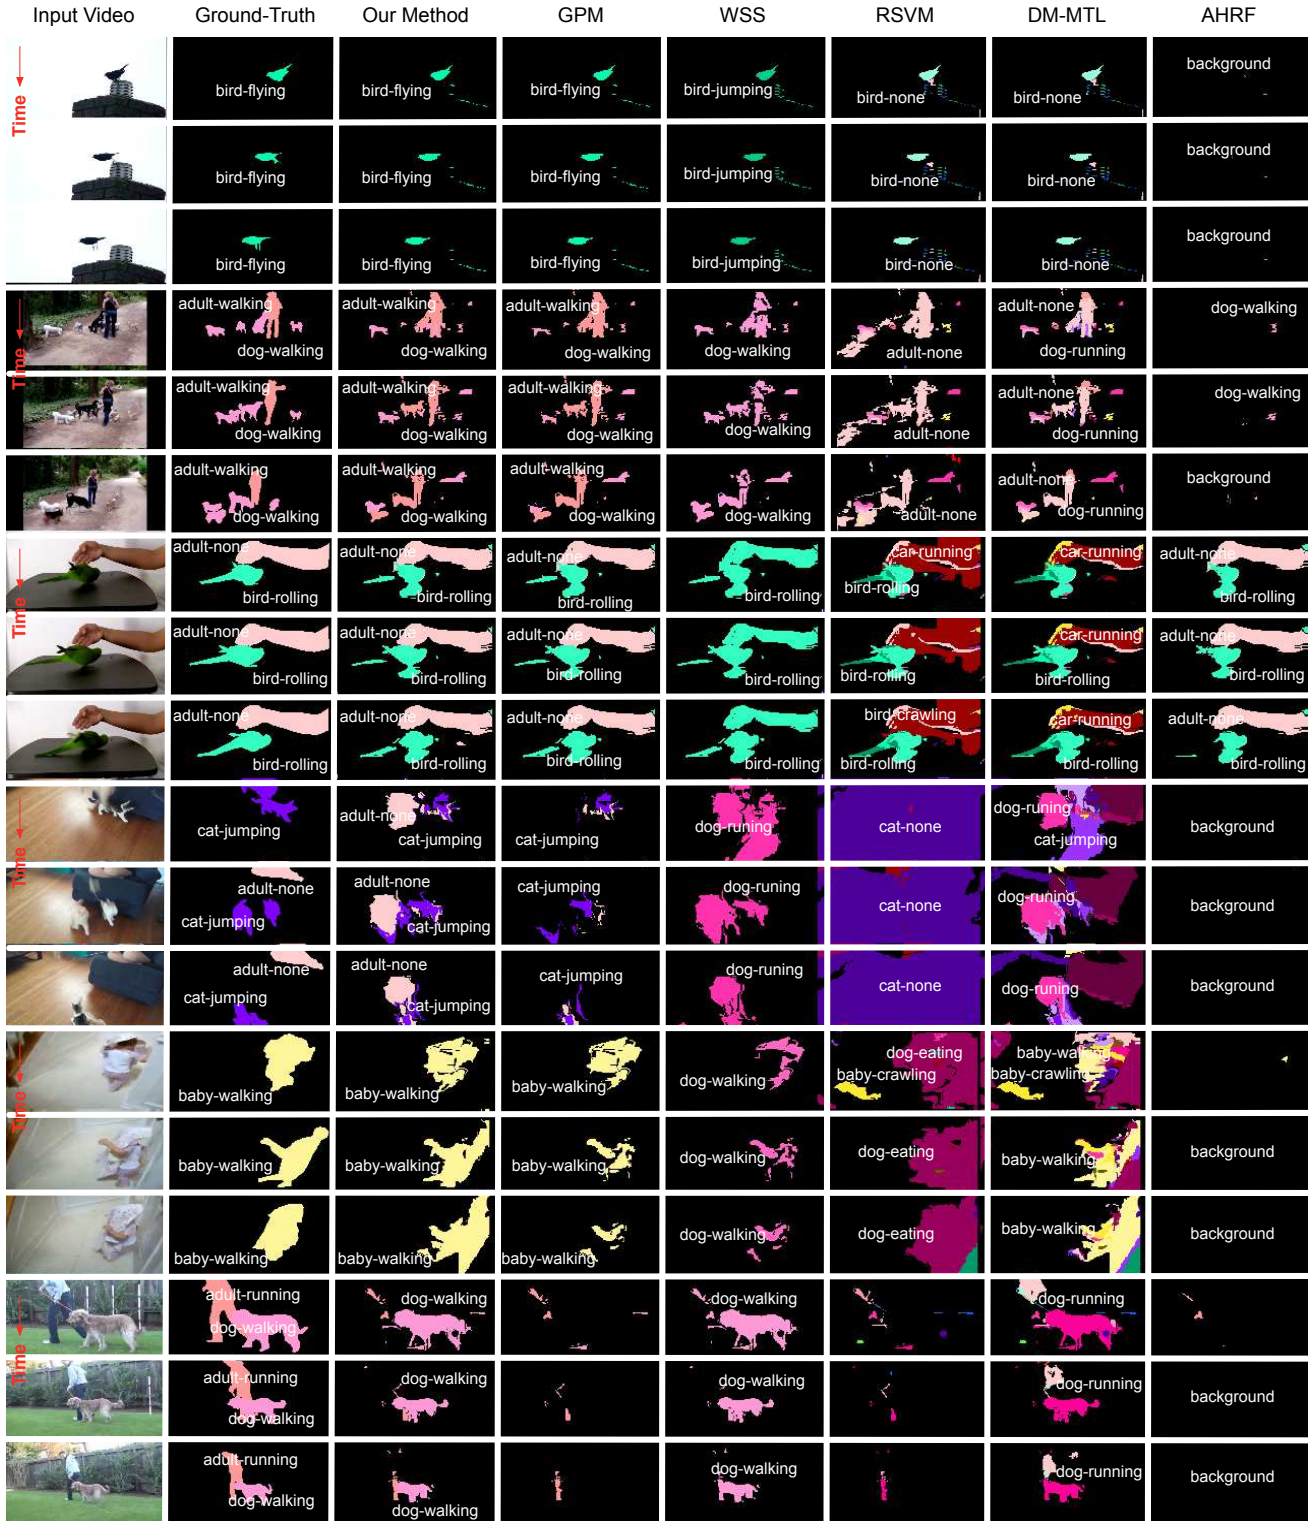 Input Video Ground-Truth Our Method GPM WSS RSVM DM-MTL AHRF
Time
bird-flying bird-flying bird-flying bird-jumping bird-none bird-none background
bird-flying bird-flying bird-flying bird-jumping bird-none bird-none background
bird-flying bird-flying bird-flying bird-jumping bird-none bird-none background
Time
adult-walking adult-walking adult-walking adult-none dog-walking
dog-walking dog-walking dog-walking dog-walking adult-none dog-running
adult-walking adult-walking adult-walking adult-none dog-walking
dog-walking dog-walking dog-walking dog-walking adult-none dog-running
adult-walking adult-walking adult-walking adult-none background
dog-walking dog-walking dog-walking dog-walking adult-none dog-running
Time
adult-none adult-none adult-none car-running car-running adult-none
bird-rolling bird-rolling bird-rolling bird-rolling bird-rolling bird-rolling
adult-none adult-none adult-none car-running adult-none
bird-rolling bird-rolling bird-rolling bird-rolling bird-rolling bird-rolling
adult-none adult-none adult-none bird-crawling car-running adult-none
bird-rolling bird-rolling bird-rolling bird-rolling bird-rolling bird-rolling
Time
adult-none dog-runing cat-none dog-runing background
cat-jumping cat-jumping cat-jumping cat-jumping
adult-none adult-none cat-jumping dog-runing cat-none dog-runing background
cat-jumping cat-jumping
adult-none adult-none cat-jumping dog-runing cat-none dog-runing background
cat-jumping cat-jumping
Time
dog-eating baby-walking
baby-walking baby-walking baby-walking dog-walking baby-crawling baby-crawling
baby-walking baby-walking baby-walking dog-walking dog-eating baby-walking background
baby-walking baby-walking baby-walking dog-walking dog-eating baby-walking background
Time
adult-running dog-walking dog-walking dog-running
dog-walking
adult-running dog-walking dog-walking dog-running background
dog-walking
adult-running dog-walking dog-running background
dog-walking dog-walking